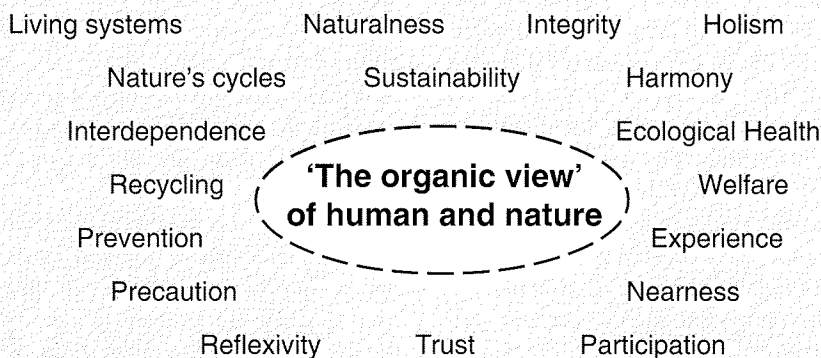 Living systems Naturalness Integrity Holism
Nature's cycles Sustainability Harmony
Interdependence Ecological Health
'The organic view'
Recycling Welfare
of human and nature
Prevention Experience
Precaution Nearness
Reflexivity Trust Participation